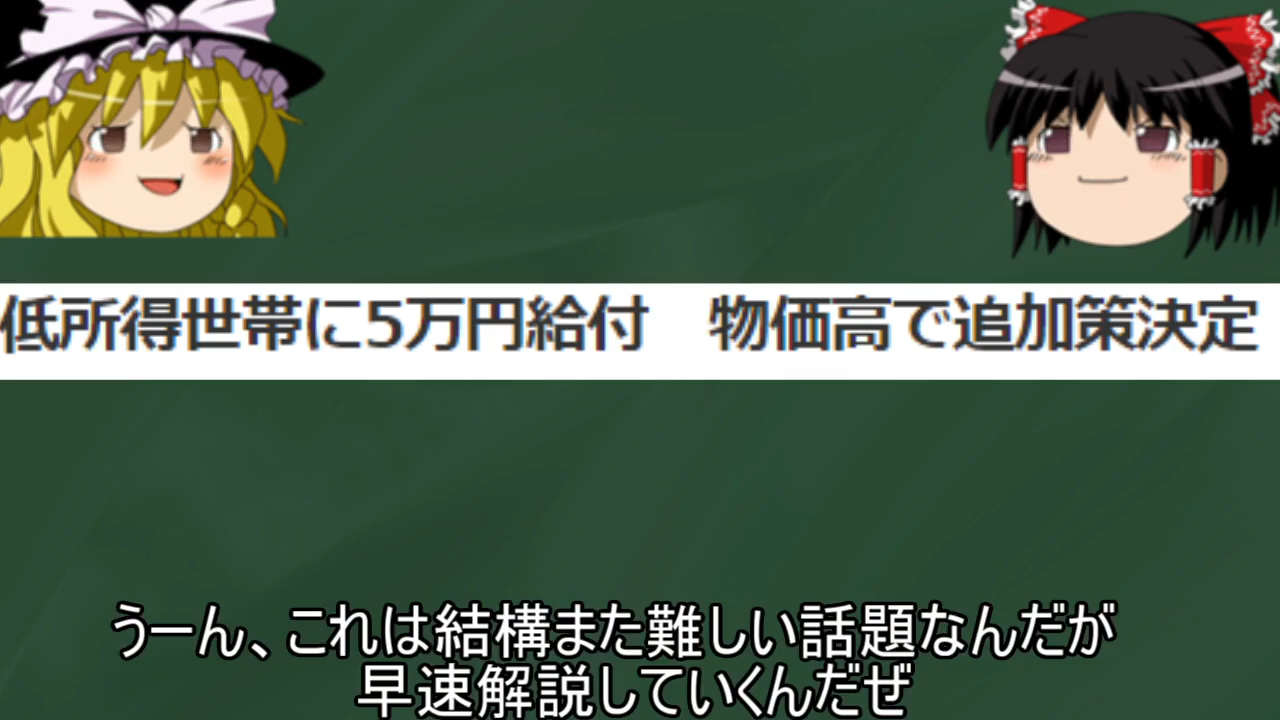 低所得世帯に5万円給付　物価高で追加策決定
うーん、これは結構また難しい話題なんだが
早速解説していくんだぜ